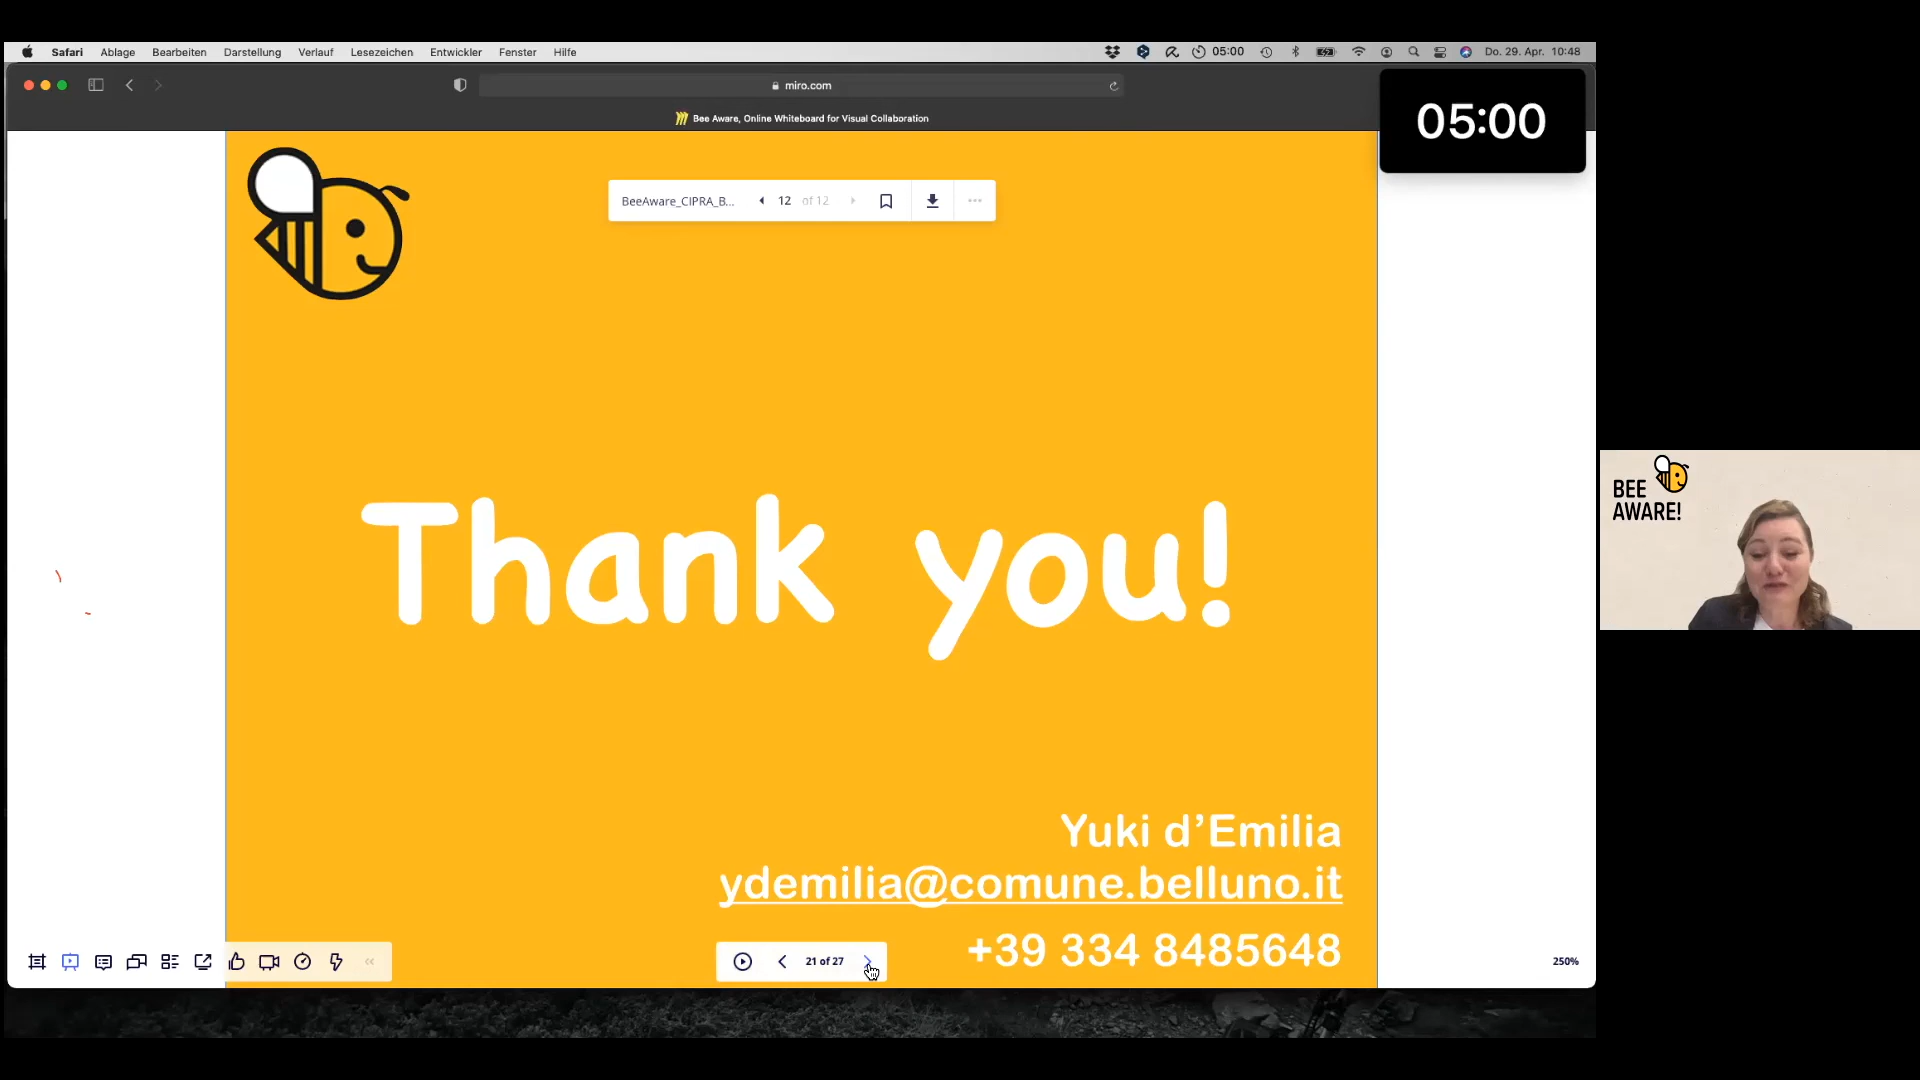 Safari Ablage Bearbeiten Darstellung Verlauf Lesezeichen Entwickler Fenster Hilfe 05:00 Do. 29. Apr. 10:48
miro.com
Bee Aware, Online Whiteboard for Visual Collaboration
05:00
BeeAware_CIPRA_B... 12 of 12
Thank you!
BEE
AWARE!
Yuki d’Emilia
ydemilia@comune.belluno.it
+39 334 8485648
21 of 27
250%